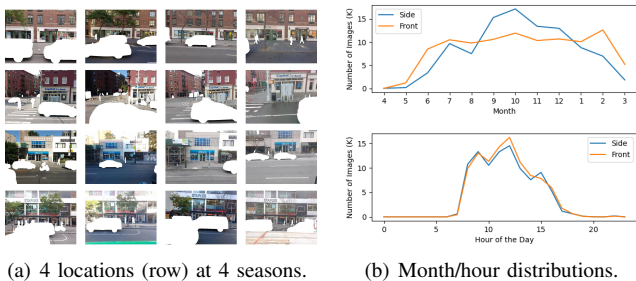 Side
Front
Number of Images (K)
15
10
5
0
4 5 6 7 8 9 10 11 12 1 2 3
Month
STAPLES
Side
Front
Number of Images (K)
15
10
5
0
0 5 10 15 20
Hour of the Day
(a) 4 locations (row) at 4 seasons.
(b) Month/hour distributions.